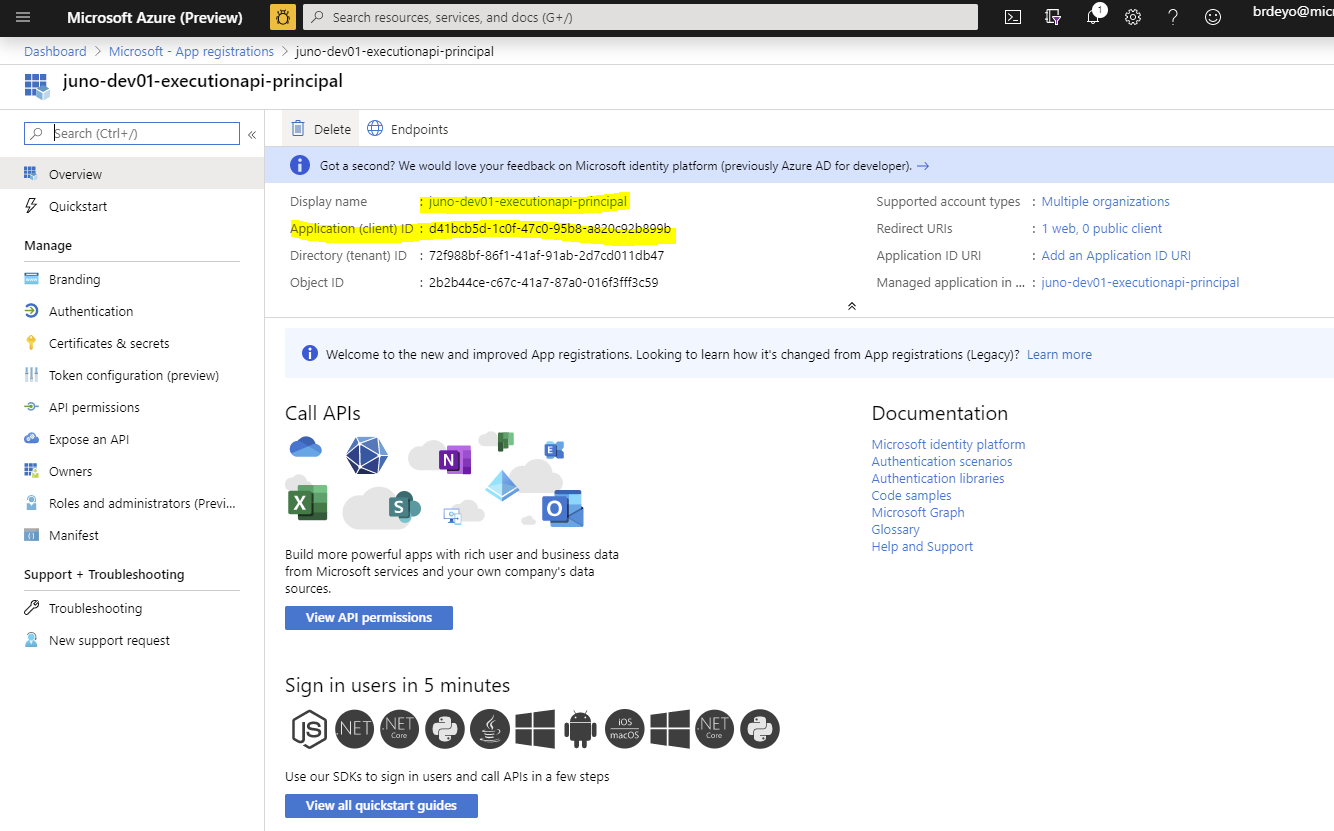 Microsoft Azure (Preview)
Search resources, services, and docs (G+/)
1
?
brdeyo@micr
Dashboard > Microsoft - App registrations > juno-dev01-executionapi-principal
juno-dev01-executionapi-principal
Search (Ctrl+/)
«
Overview
Quickstart
Manage
Branding
Authentication
Certificates & secrets
Token configuration (preview)
API permissions
Expose an API
Owners
Roles and administrators (Previ...
Manifest
Support + Troubleshooting
Troubleshooting
New support request
Delete
Endpoints
Got a second? We would love your feedback on Microsoft identity platform (previously Azure AD for developer). →
Display name : juno-dev01-executionapi-principal
Application (client) ID : d41bcb5d-1c0f-47c0-95b8-a820c92b899b
Directory (tenant) ID : 72f988bf-86f1-41af-91ab-2d7cd011db47
Object ID : 2b2b44ce-c67c-41a7-87a0-016f3fff3c59
Supported account types : Multiple organizations
Redirect URIs : 1 web, 0 public client
Application ID URI : Add an Application ID URI
Managed application in ... : juno-dev01-executionapi-principal
Welcome to the new and improved App registrations. Looking to learn how it's changed from App registrations (Legacy)? Learn more
Call APIs
N
E
X
S
O
Build more powerful apps with rich user and business data
from Microsoft services and your own company's data
sources.
View API permissions
Documentation
Microsoft identity platform
Authentication scenarios
Authentication libraries
Code samples
Microsoft Graph
Glossary
Help and Support
Sign in users in 5 minutes
JS
.NET
.NET
Core
iOS
macOS
.NET
Core
Use our SDKs to sign in users and call APIs in a few steps
View all quickstart guides